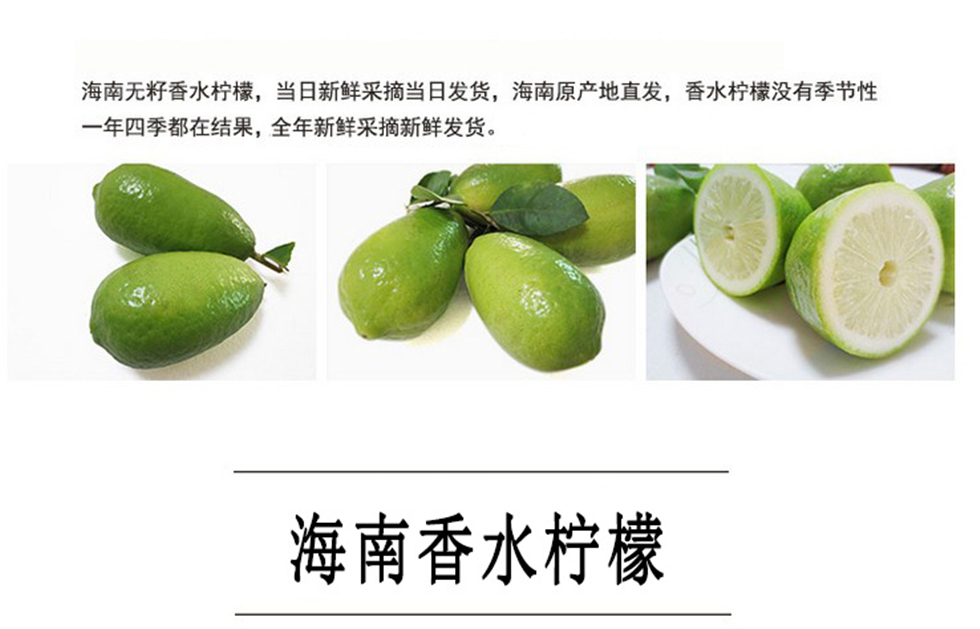 海南无籽香水柠檬，当日新鲜采摘当日发货，海南原产地直发，香水柠檬没有季节性
一年四季都在结果，全年新鲜采摘新鲜发货。
海南香水柠檬